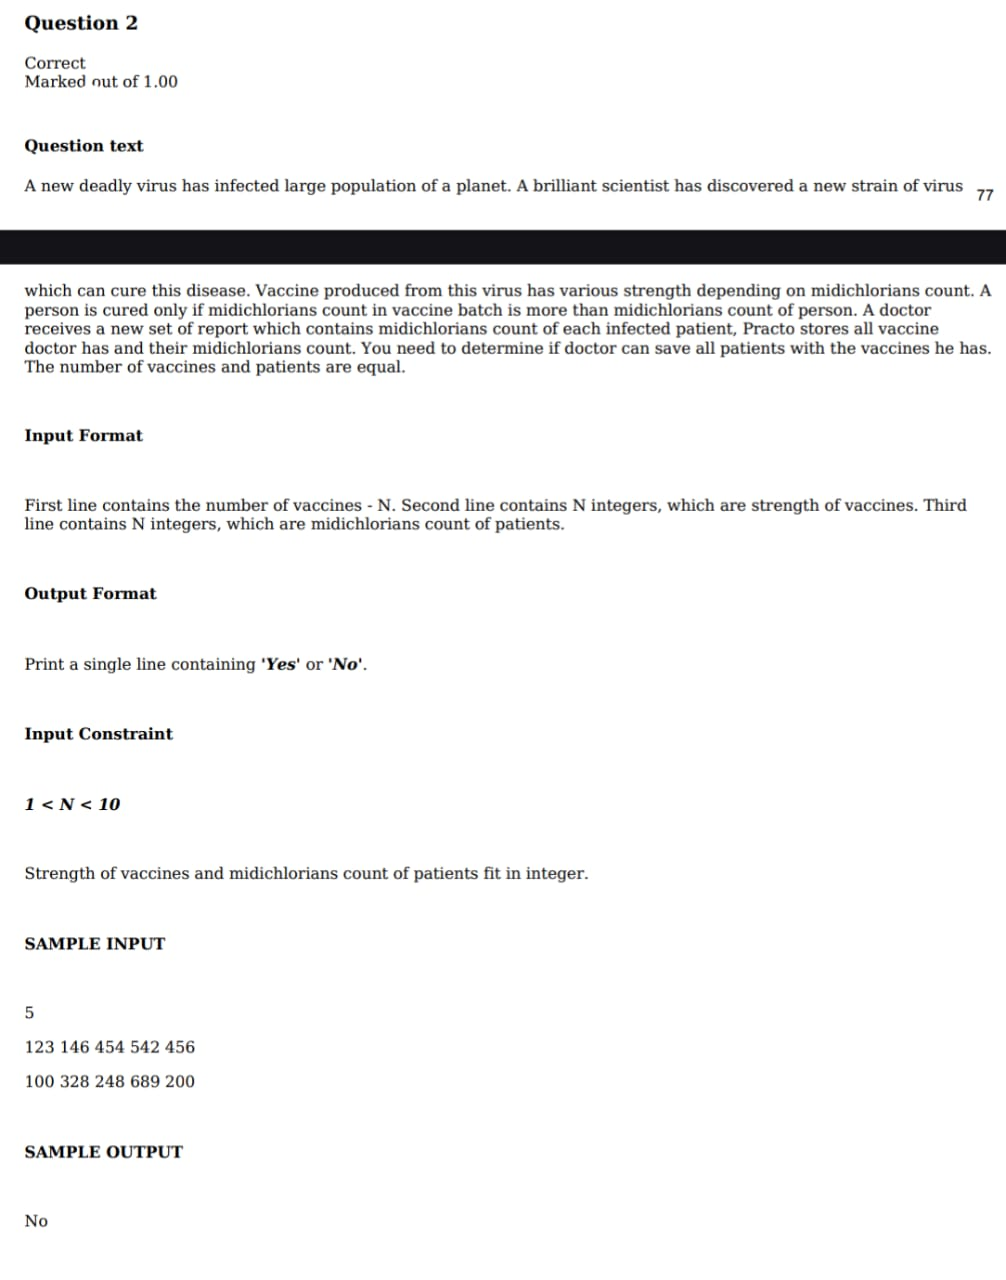 Question 2
Correct
Marked out of 1.00
Question text
A new deadly virus has infected large population of a planet. A brilliant scientist has discovered a new strain of virus
77
which can cure this disease. Vaccine produced from this virus has various strength depending on midichlorians count. A
person is cured only if midichlorians count in vaccine batch is more than midichlorians count of person. A doctor
receives a new set of report which contains midichlorians count of each infected patient, Practo stores all vaccine
doctor has and their midichlorians count. You need to determine if doctor can save all patients with the vaccines he has.
The number of vaccines and patients are equal.
Input Format
First line contains the number of vaccines - N. Second line contains N integers, which are strength of vaccines. Third
line contains N integers, which are midichlorians count of patients.
Output Format
Print a single line containing 'Yes' or 'No'.
Input Constraint
1 < N < 10
Strength of vaccines and midichlorians count of patients fit in integer.
SAMPLE INPUT
5
123 146 454 542 456
100 328 248 689 200
SAMPLE OUTPUT
No